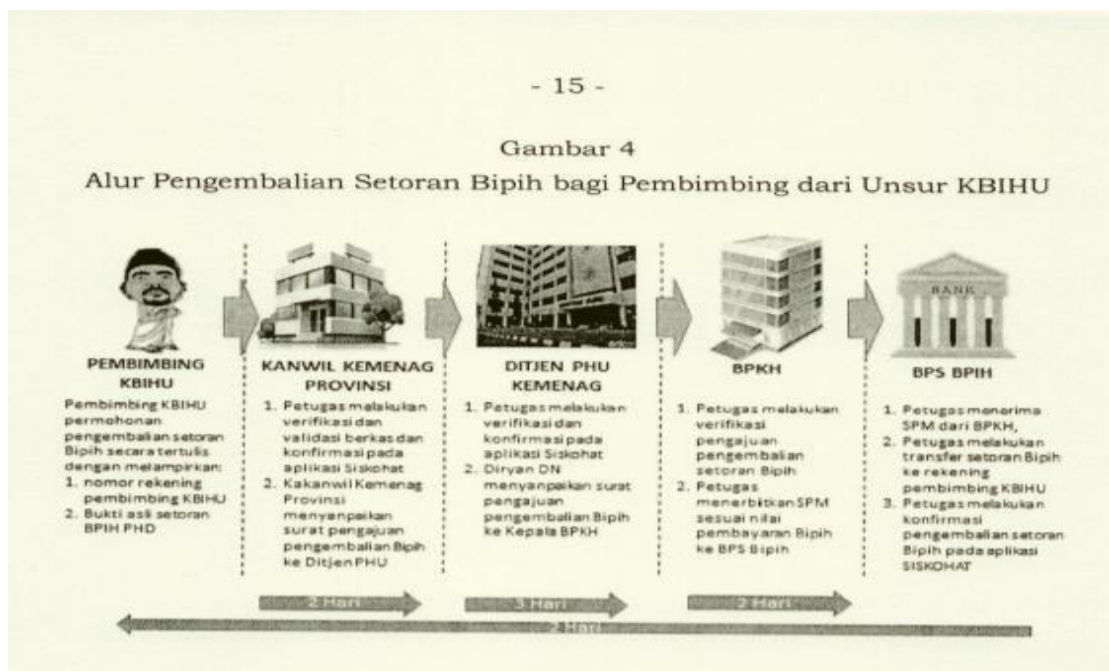 - 15 -
Gambar 4
Alur Pengembalian Setoran Bipih bagi Pembimbing dari Unsur KBIHU
BANK
PEMBIMBING
KBIHU
Pembimbing KBIHU
permohonan
pengembalian setoran
Bipih secara tertulis
dengan melampirkan:
1. nomor rekening
pembimbing KBIHU
2. Bukti asli setoran
BPIH PHD
KANWIL KEMENAG
PROVINSI
1. Petugas melakukan
verifikasi dan
validasi berkas dan
konfirmasi pada
aplikasi Siskohat
2. Kakanwil Kemenag
Provinsi
menyanpaikan
surat pengajuan
pengembalian Bipih
ke Ditjen PHU
DITJEN PHU
KEMENAG
1. Petugas melakukan
verifikasi dan
konfirmasi pada
aplikasi Siskohat
2. Diryan DN
menyanpaikan surat
pengajuan
pengembalian Bipih
ke Kepala BPKH
BPKH
1. Petugas melakukan
verifikasi
pengajuan
pengembalian
setoran Bipih
2. Petugas
menerbitkan SPM
sesuai nilai
pembayaran Bipih
ke BPS Bipih
BPS BPIH
1. Petugas menerima
SPM dari BPKH,
2. Petugas melakukan
transfer setoran Bipih
ke rekening
pembimbing KBIHU
3. Petugas melakukan
konfirmasi
pengembalian setoran
Bipih pada aplikasi
SISKOHAT
2 Hari
3 Hari
2 Hari
2 Hari